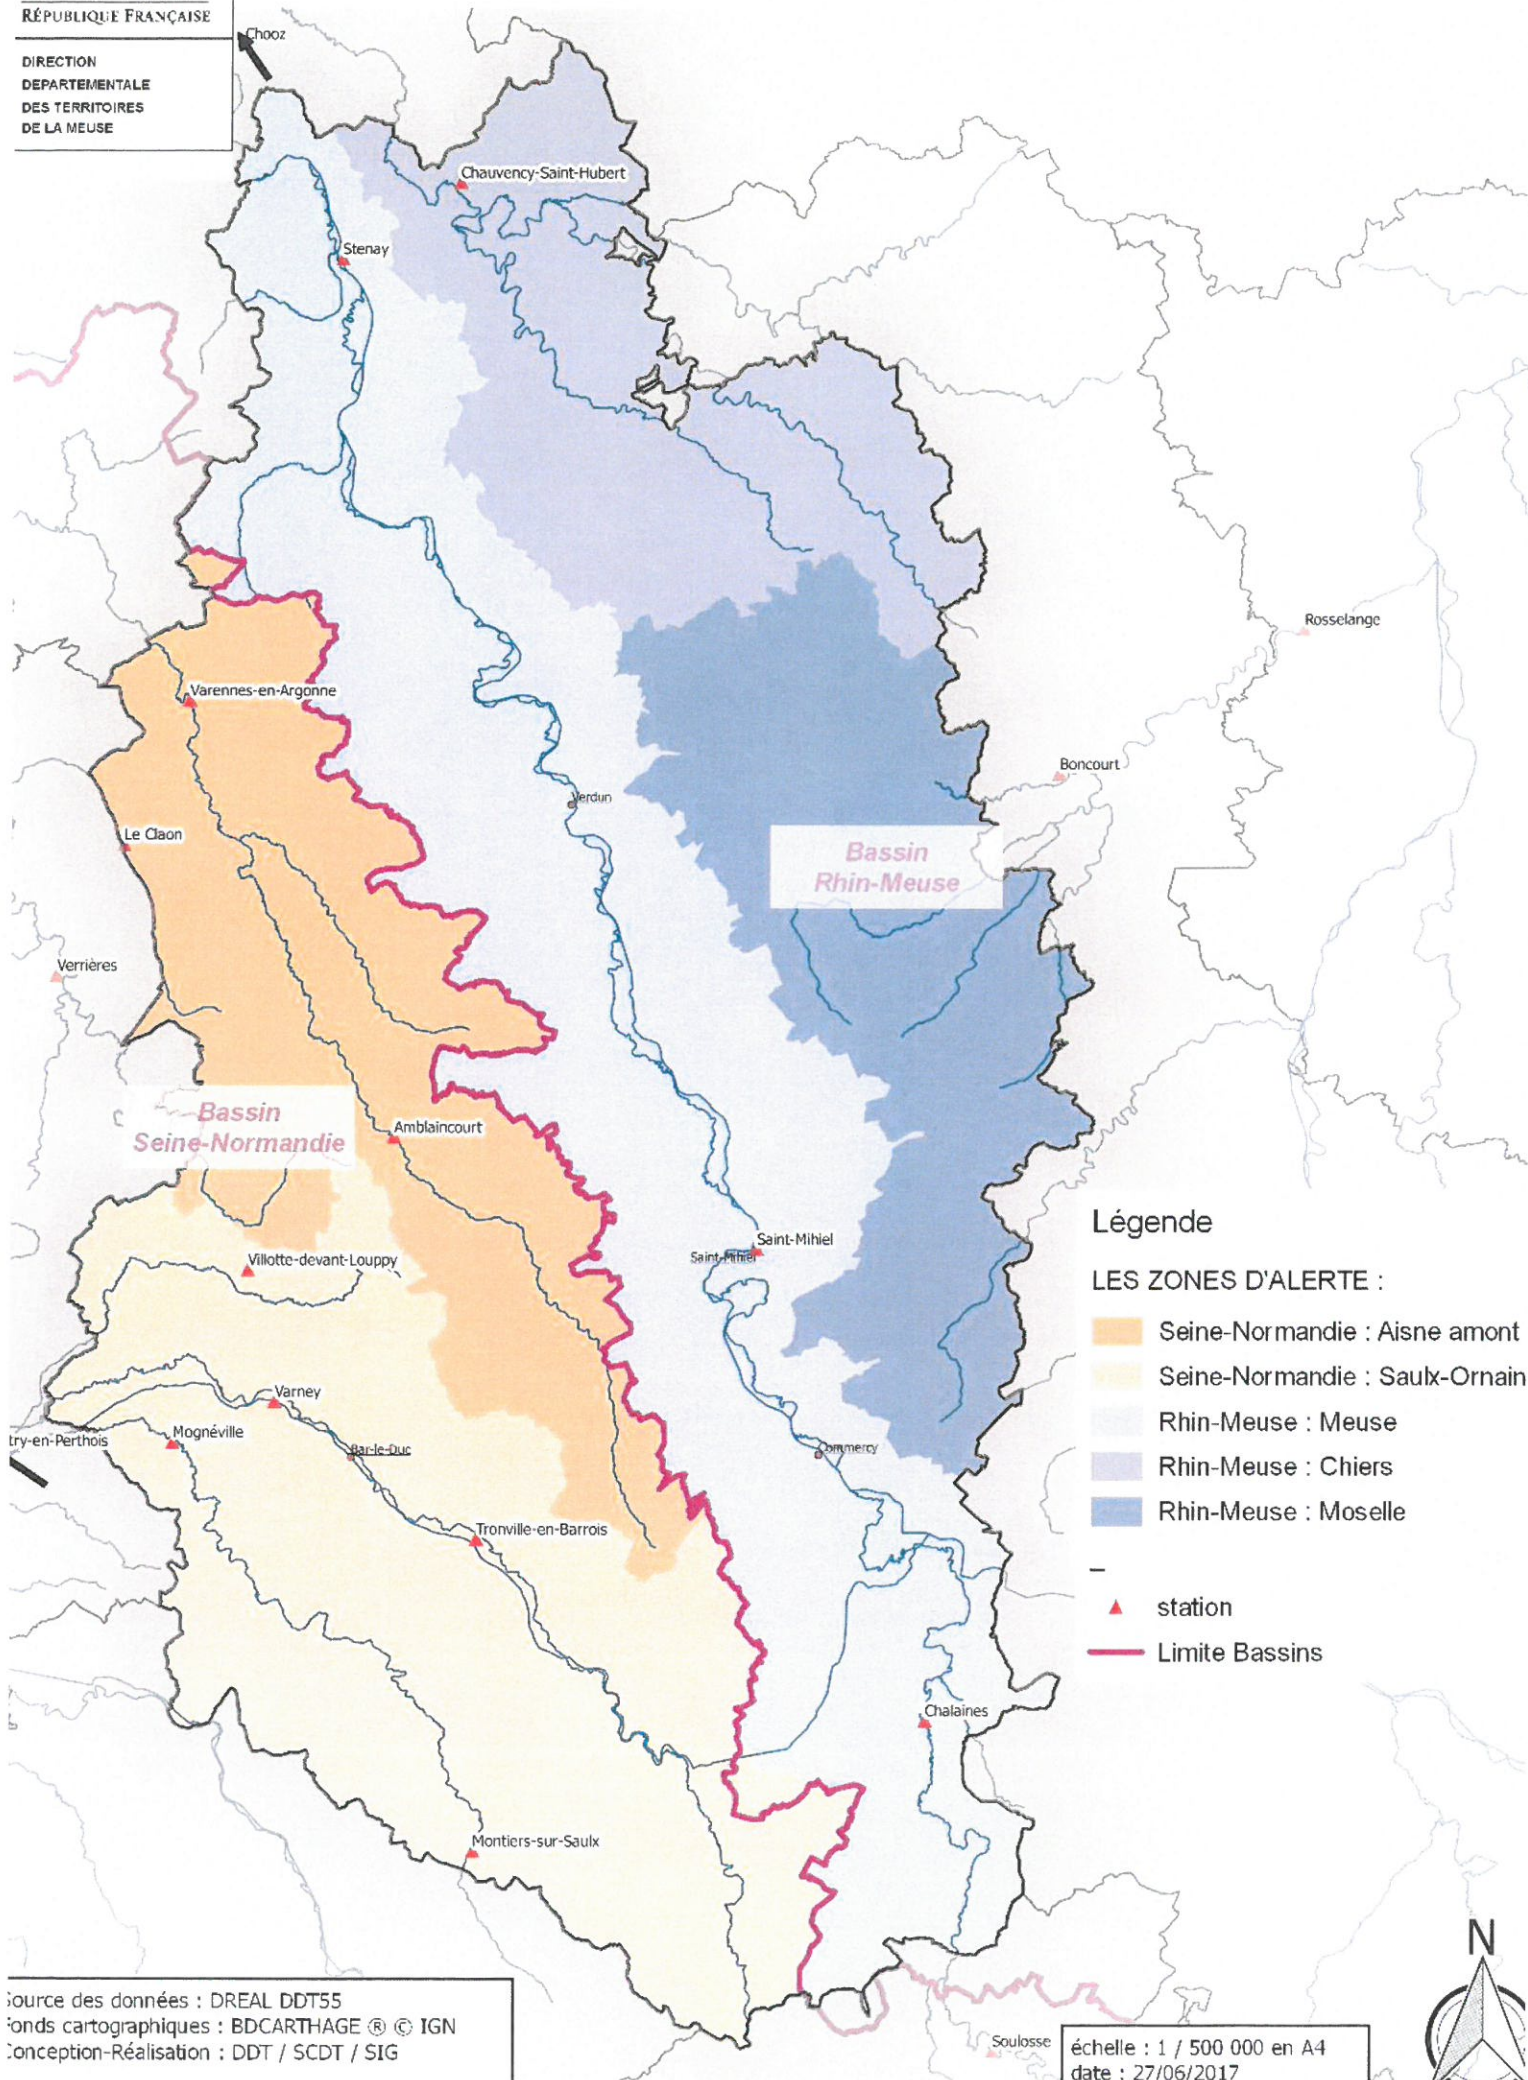 RÉPUBLIQUE FRANÇAISE
DIRECTION
DEPARTEMENTALE
DES TERRITOIRES
DE LA MEUSE
Chooz
Chauvency-Saint-Hubert
Stenay
Rosselange
Varennes-en-Argonne
Boncourt
Verdun
Le Claon
Bassin
Rhin-Meuse
Verrières
Bassin
Seine-Normandie
Amblaincourt
Saint-Mihiel
Saint-Mihiel
Villotte-devant-Louppy
Légende
LES ZONES D'ALERTE :
Seine-Normandie : Aisne amont
Seine-Normandie : Saulx-Ornain
Rhin-Meuse : Meuse
Rhin-Meuse : Chiers
Rhin-Meuse : Moselle
station
Limite Bassins
Varney
Mognéville
try-en-Perthois
Bar-le-Duc
Commercy
Tronville-en-Barrois
Chalaines
Montiers-sur-Saulx
N
Source des données : DREAL DDT55
Fonds cartographiques : BDCARTHAGE ® © IGN
Conception-Réalisation : DDT / SCDT / SIG
Soulosse
échelle : 1 / 500 000 en A4
date : 27/06/2017